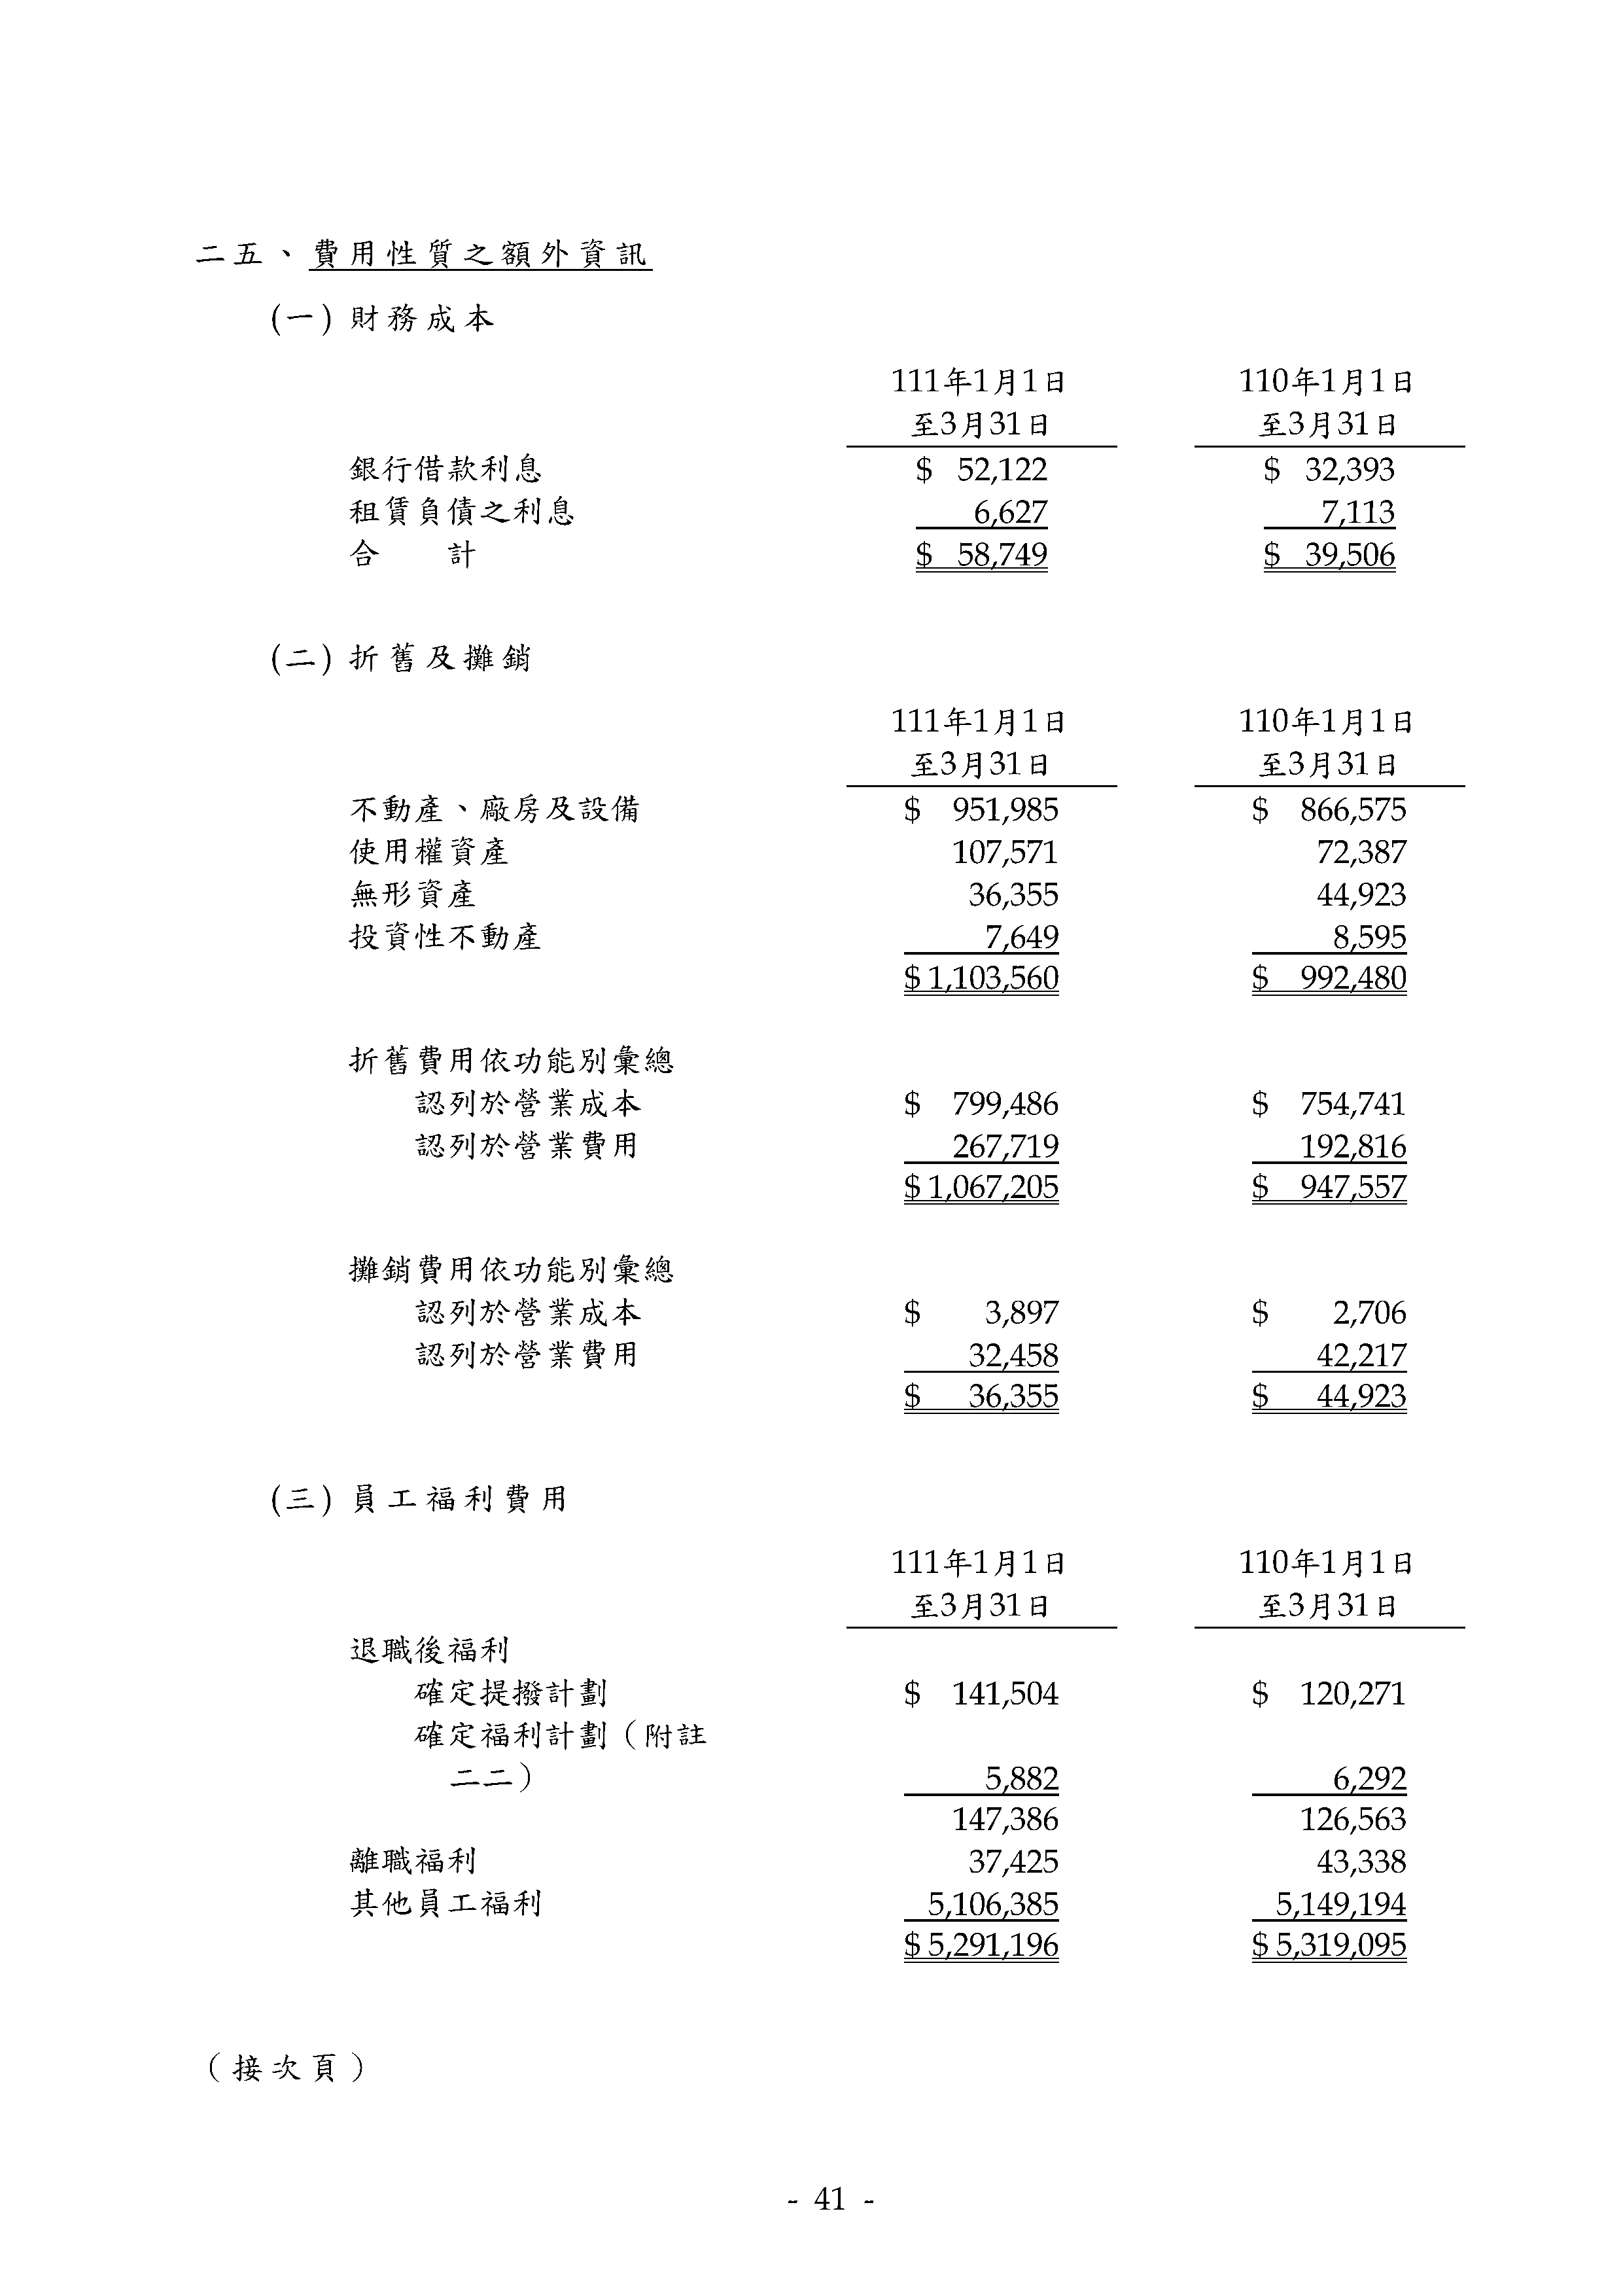 二五、費用性質之額外資訊
(一) 財務成本
111年1月1日 110年1月1日
至3月31日 至3月31日
銀行借款利息 $ 52,122 $ 32,393
租賃負債之利息 6,627 7,113
合 計 $ 58,749 $ 39,506
(二) 折舊及攤銷
111年1月1日 110年1月1日
至3月31日 至3月31日
不動產、廠房及設備 $ 951,985 $ 866,575
使用權資產 107,571 72,387
無形資產 36,355 44,923
投資性不動產 7,649 8,595
$ 1,103,560 $ 992,480
折舊費用依功能別彙總
認列於營業成本 $ 799,486 $ 754,741
認列於營業費用 267,719 192,816
$ 1,067,205 $ 947,557
攤銷費用依功能別彙總
認列於營業成本 $ 3,897 $ 2,706
認列於營業費用 32,458 42,217
$ 36,355 $ 44,923
(三) 員工福利費用
111年1月1日 110年1月1日
至3月31日 至3月31日
退職後福利
確定提撥計劃 $ 141,504 $ 120,271
確定福利計劃（附註
二二） 5,882 6,292
147,386 126,563
離職福利 37,425 43,338
其他員工福利 5,106,385 5,149,194
$ 5,291,196 $ 5,319,095
（接次頁）
- 41 -